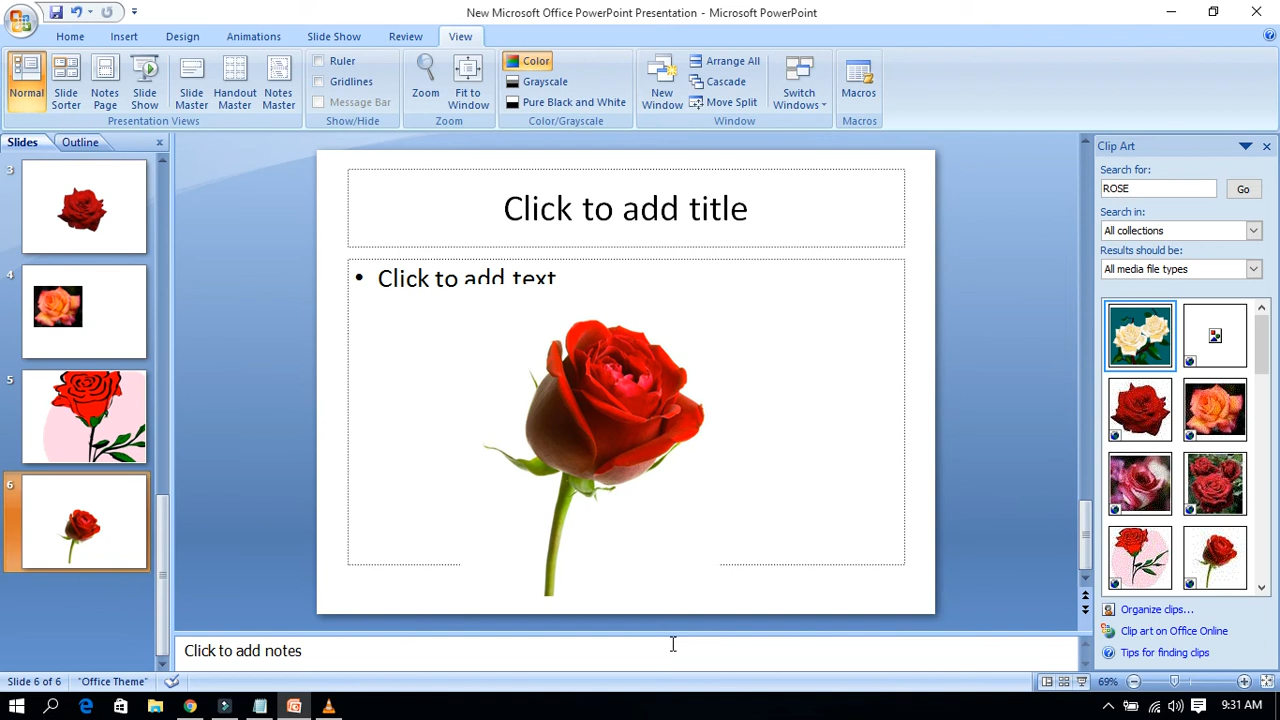 New Microsoft Office PowerPoint Presentation - Microsoft PowerPoint
Home Insert Design Animations Slide Show Review View
Normal Slide Sorter Notes Page Slide Show Slide Master Handout Master Notes Master
Presentation Views
Ruler
Gridlines
Message Bar
Show/Hide
Zoom Fit to Window
Zoom
Color
Grayscale
Pure Black and White
Color/Grayscale
New Window
Arrange All
Cascade
Move Split
Switch Windows
Window
Macros
Macros
Slides Outline
3
4
5
6
Click to add title
• Click to add text
Click to add notes
Clip Art
Search for:
ROSE Go
Search in:
All collections
Results should be:
All media file types
Organize clips...
Clip art on Office Online
Tips for finding clips
Slide 6 of 6 "Office Theme" 69%
9:31 AM